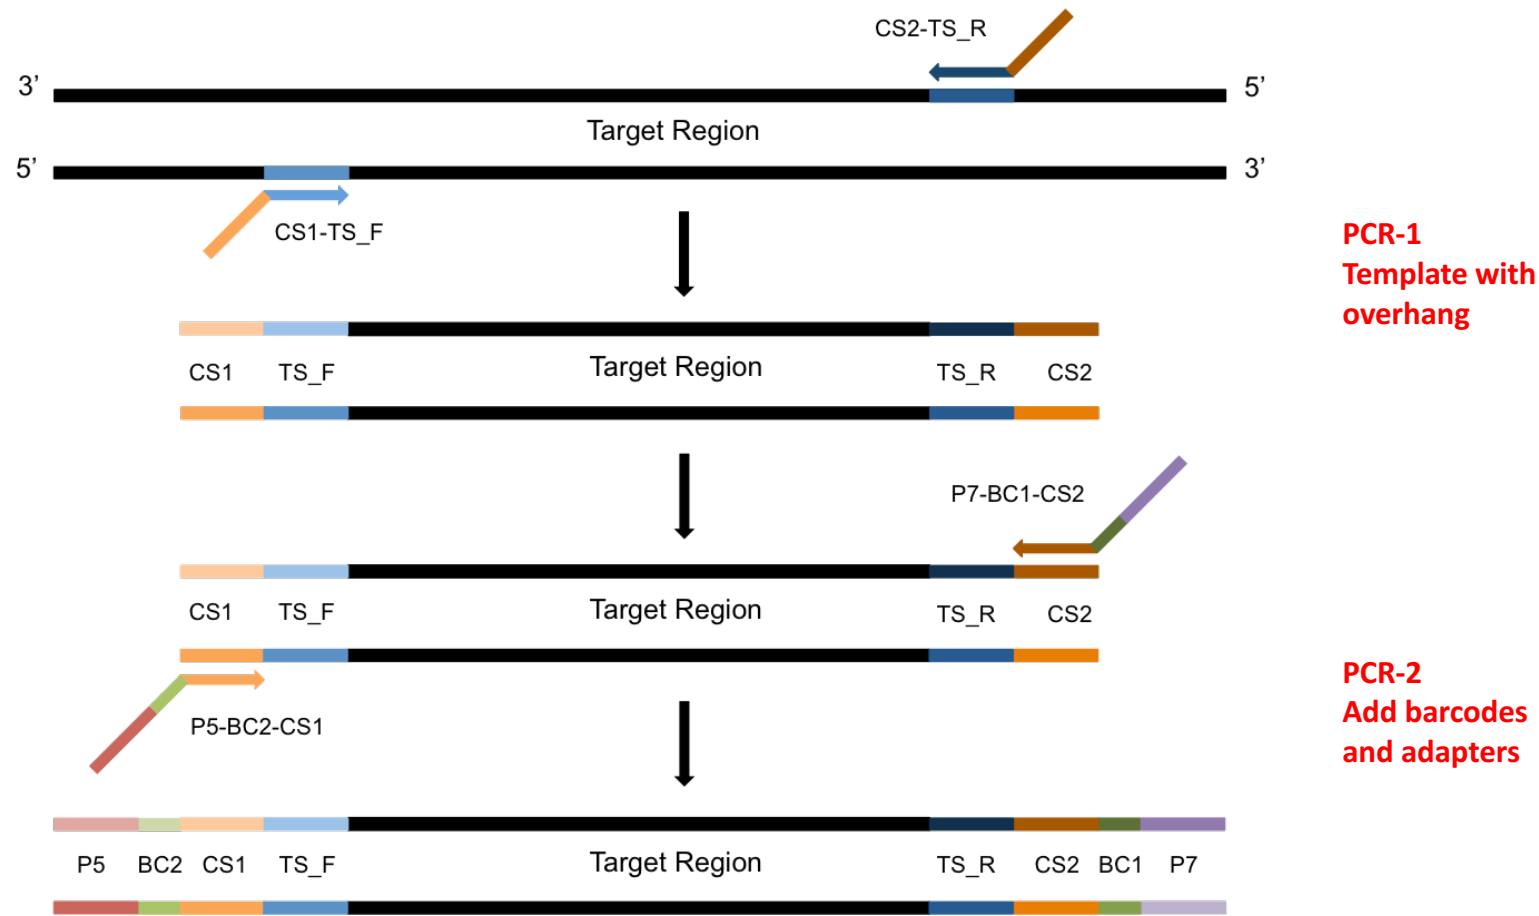 CS2-TS_R
3’
5’
Target Region
5’
3’
CS1-TS_F
PCR-1
Template with
overhang
CS1 TS_F Target Region TS_R CS2
P7-BC1-CS2
CS1 TS_F Target Region TS_R CS2
P5-BC2-CS1
PCR-2
Add barcodes
and adapters
P5 BC2 CS1 TS_F Target Region TS_R CS2 BC1 P7